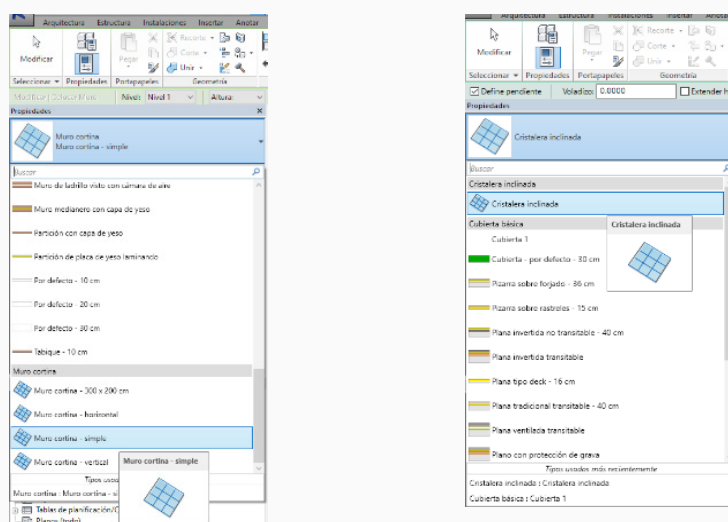 Arquitectura Estructura Instalaciones Insertar Anotar
Recorte
Modificar Pegar Corte
Unir
Seleccionar Propiedades Portapapeles Geometría
Modificar | Colocar Muro Nivel: Nivel 1 Altura:
Propiedades
Muro cortina
Muro cortina - simple
Buscar
Muro de ladrillo visto con cámara de aire
Muro medianero con capa de yeso
Partición con capa de yeso
Partición de placa de yeso laminando
Por defecto - 10 cm
Por defecto - 20 cm
Por defecto - 30 cm
Tabique - 10 cm
Muro cortina
Muro cortina - 300 x 200 cm
Muro cortina - horizontal
Muro cortina - simple
Muro cortina - vertical
Muro cortina - simple
Tipos usad
Muro cortina : Muro cortina - si
Tablas de planificación/C
Planos (todo)
Arquitectura Estructura Instalaciones Insertar Anotar
Recorte
Modificar Pegar Corte
Unir
Seleccionar Propiedades Portapapeles Geometría
Define pendiente Voladizo: 0.0000 Extender h
Propiedades
Cristalera inclinada
Buscar
Cristalera inclinada
Cristalera inclinada
Cubierta básica
Cristalera inclinada
Cubierta 1
Cubierta - por defecto - 30 cm
Pizarra sobre forjado - 36 cm
Pizarra sobre rastreles - 15 cm
Plana invertida no transitable - 40 cm
Plana invertida transitable
Plana tipo deck - 16 cm
Plana tradicional transitable - 40 cm
Plana ventilada transitable
Plano con protección de grava
Tipos usados más recientemente
Cristalera inclinada : Cristalera inclinada
Cubierta básica : Cubierta 1